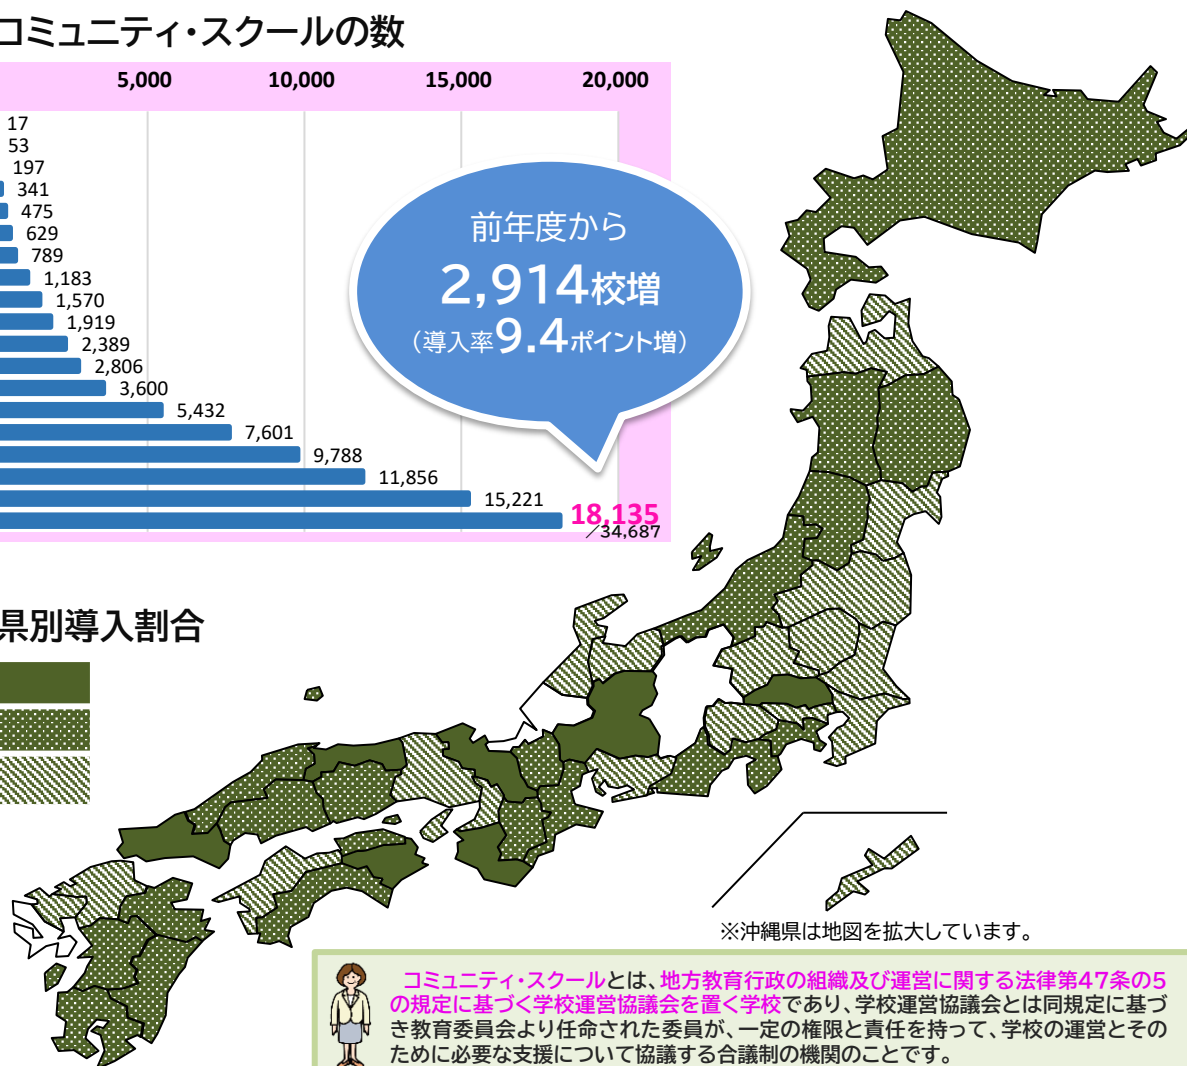 コミュニティ・スクールの数
5,000 10,000 15,000 20,000
17
53
197
341
475
629
789
1,183
1,570
1,919
2,389
2,806
3,600
5,432
7,601
9,788
11,856
15,221
18,135
／34,687
前年度から
2,914校増
（導入率9.4ポイント増）
県別導入割合
※沖縄県は地図を拡大しています。
コミュニティ・スクールとは、地方教育行政の組織及び運営に関する法律第47条の5
の規定に基づく学校運営協議会を置く学校であり、学校運営協議会とは同規定に基づ
き教育委員会より任命された委員が、一定の権限と責任を持って、学校の運営とその
ために必要な支援について協議する合議制の機関のことです。